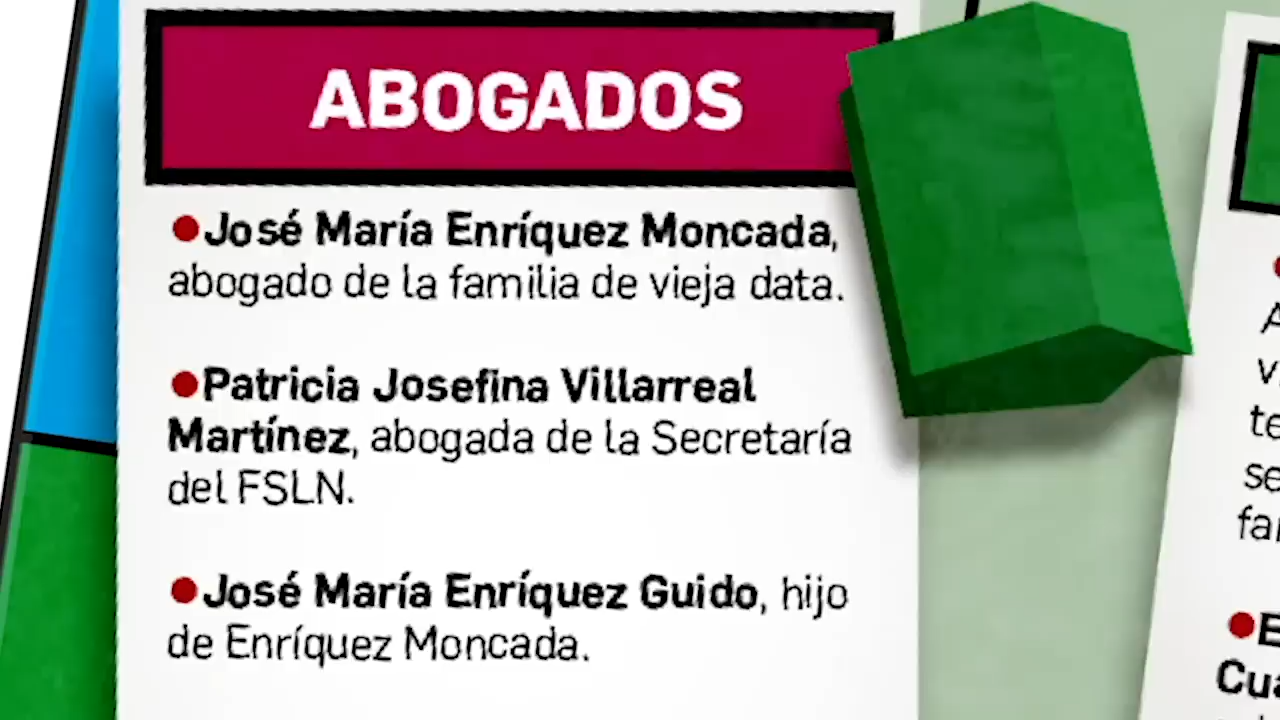 ABOGADOS
●José María Enríquez Moncada,
abogado de la familia de vieja data.
●Patricia Josefina Villarreal
Martínez, abogada de la Secretaría
del FSLN.
●José María Enríquez Guido, hijo
de Enríquez Moncada.